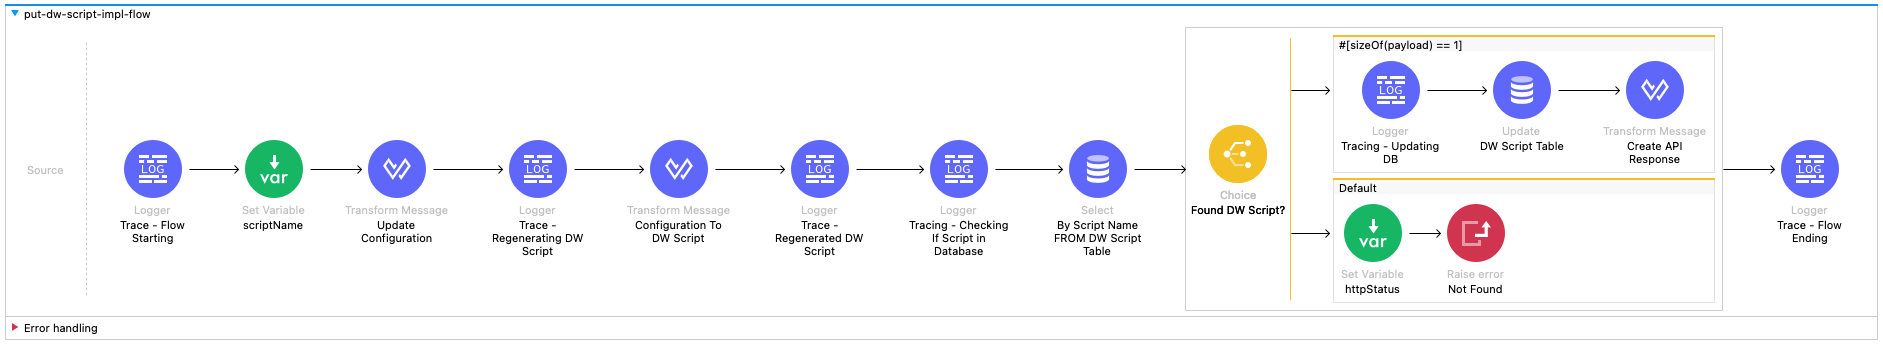 put-dw-script-impl-flow
Source
LOG
Logger
Trace - Flow
Starting
var
Set Variable
scriptName
Transform Message
Update
Configuration
LOG
Logger
Trace -
Regenerating DW
Script
Transform Message
Configuration To
DW Script
LOG
Logger
Trace -
Regenerated DW
Script
LOG
Logger
Tracing - Checking
If Script in
Database
Select
By Script Name
FROM DW Script
Table
Choice
Found DW Script?
#[sizeOf(payload) == 1]
LOG
Logger
Tracing - Updating
DB
Update
DW Script Table
Transform Message
Create API
Response
Default
var
Set Variable
httpStatus
Raise error
Not Found
LOG
Logger
Trace - Flow
Ending
Error handling